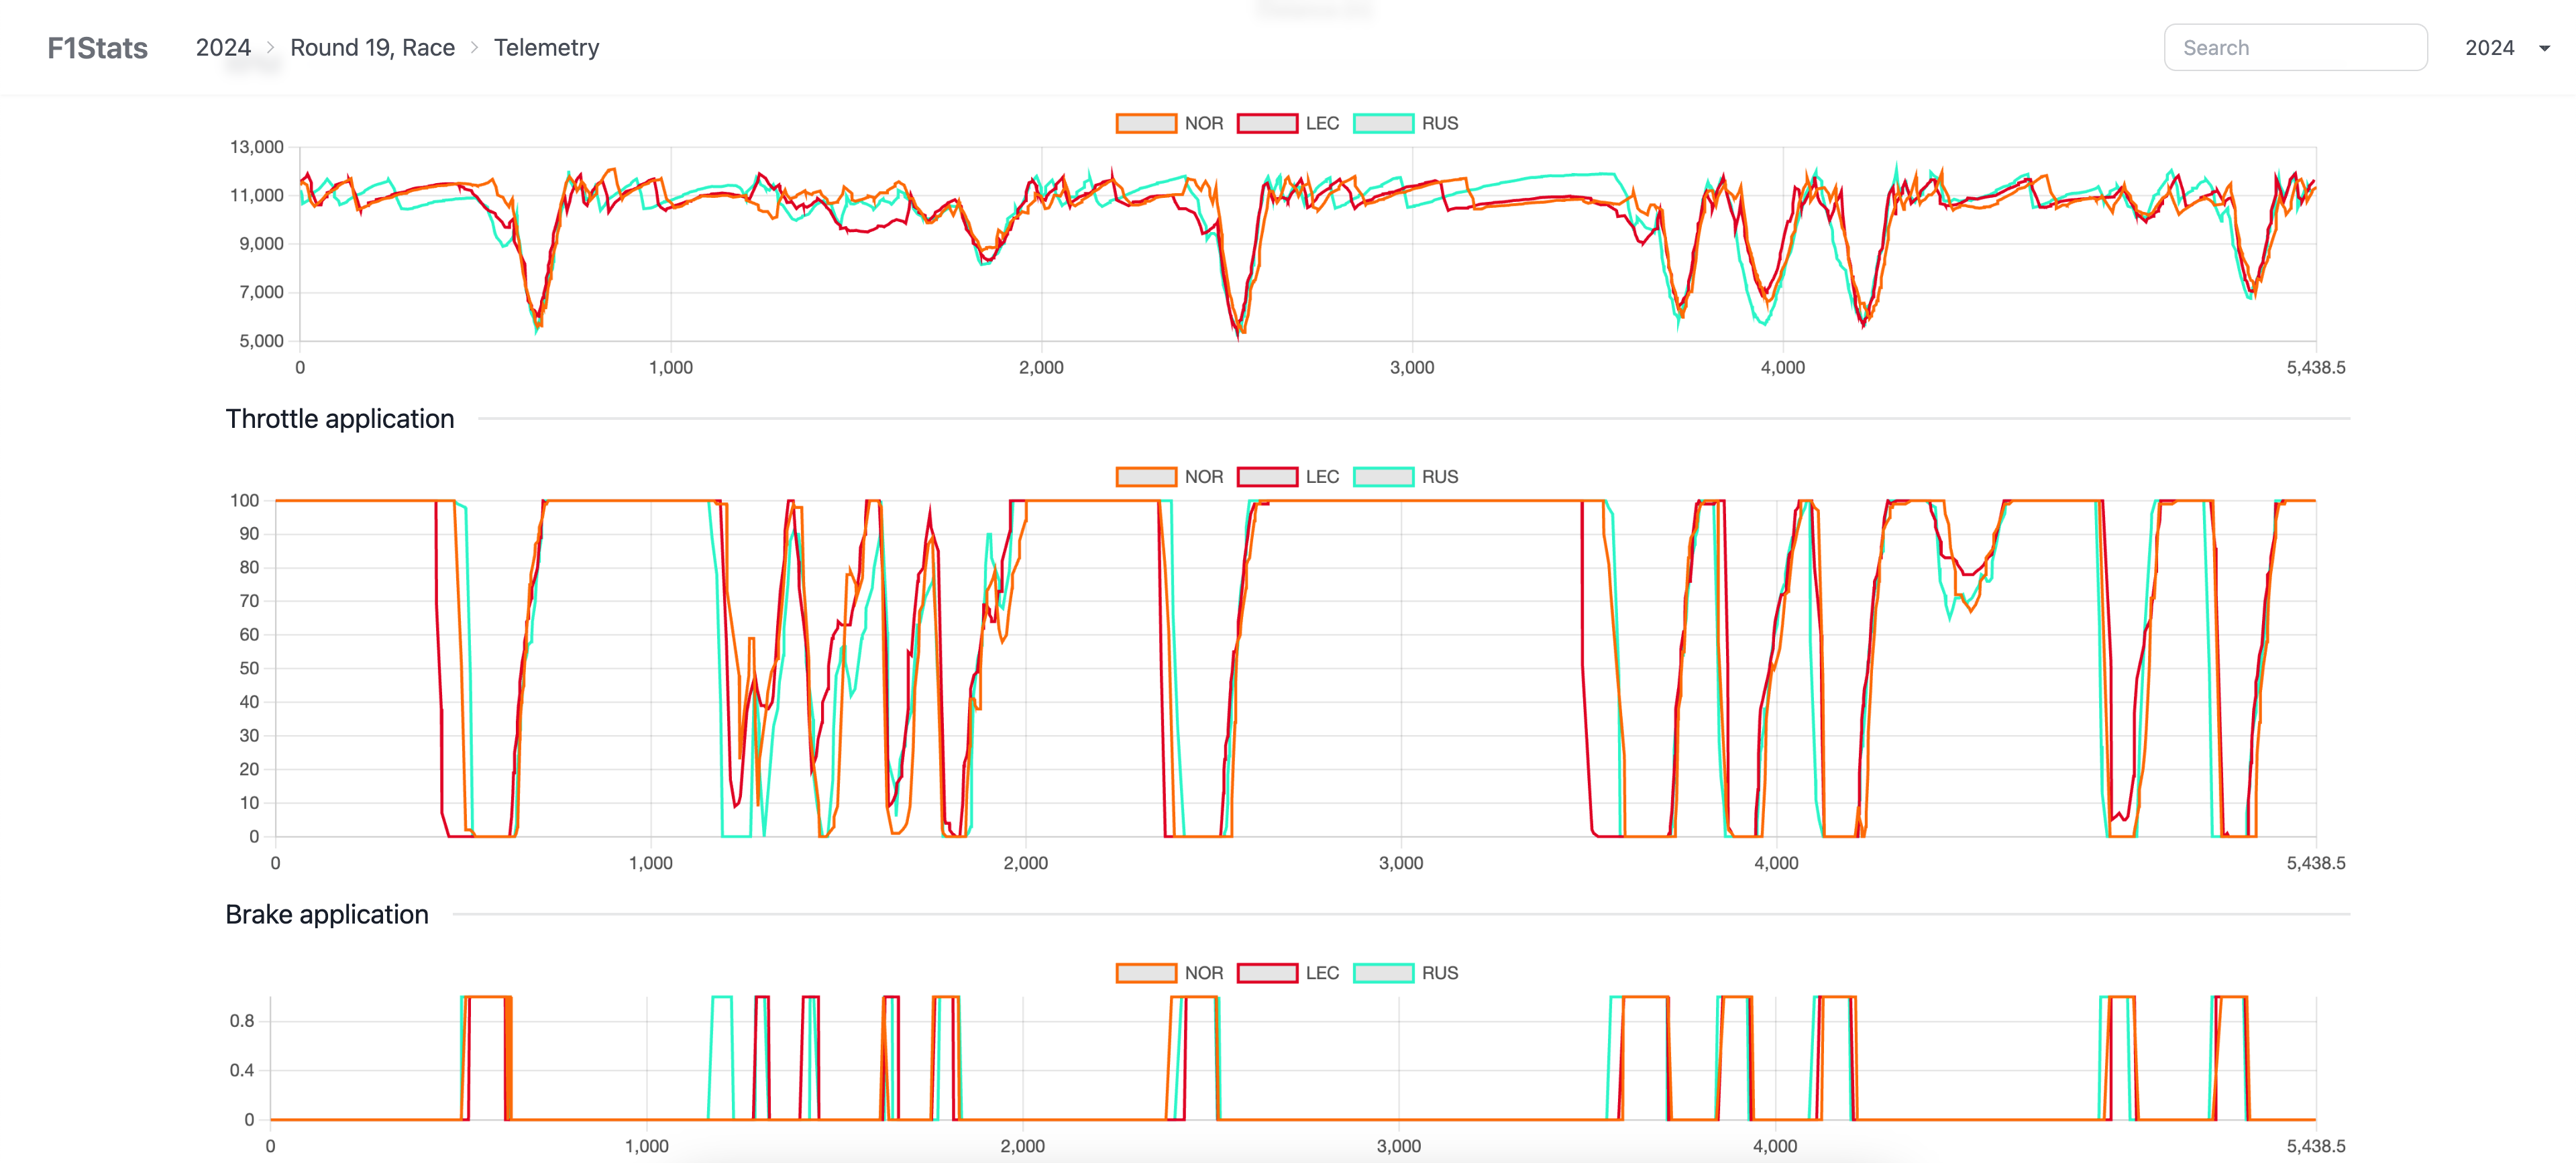 F1Stats 2024 Round 19, Race Telemetry Search 2024
NOR LEC RUS
13,000
11,000
9,000
7,000
5,000
0 1,000 2,000 3,000 4,000 5,438.5
Throttle application
NOR LEC RUS
100
90
80
70
60
50
40
30
20
10
0
0 1,000 2,000 3,000 4,000 5,438.5
Brake application
NOR LEC RUS
0.8
0.4
0
0 1,000 2,000 3,000 4,000 5,438.5